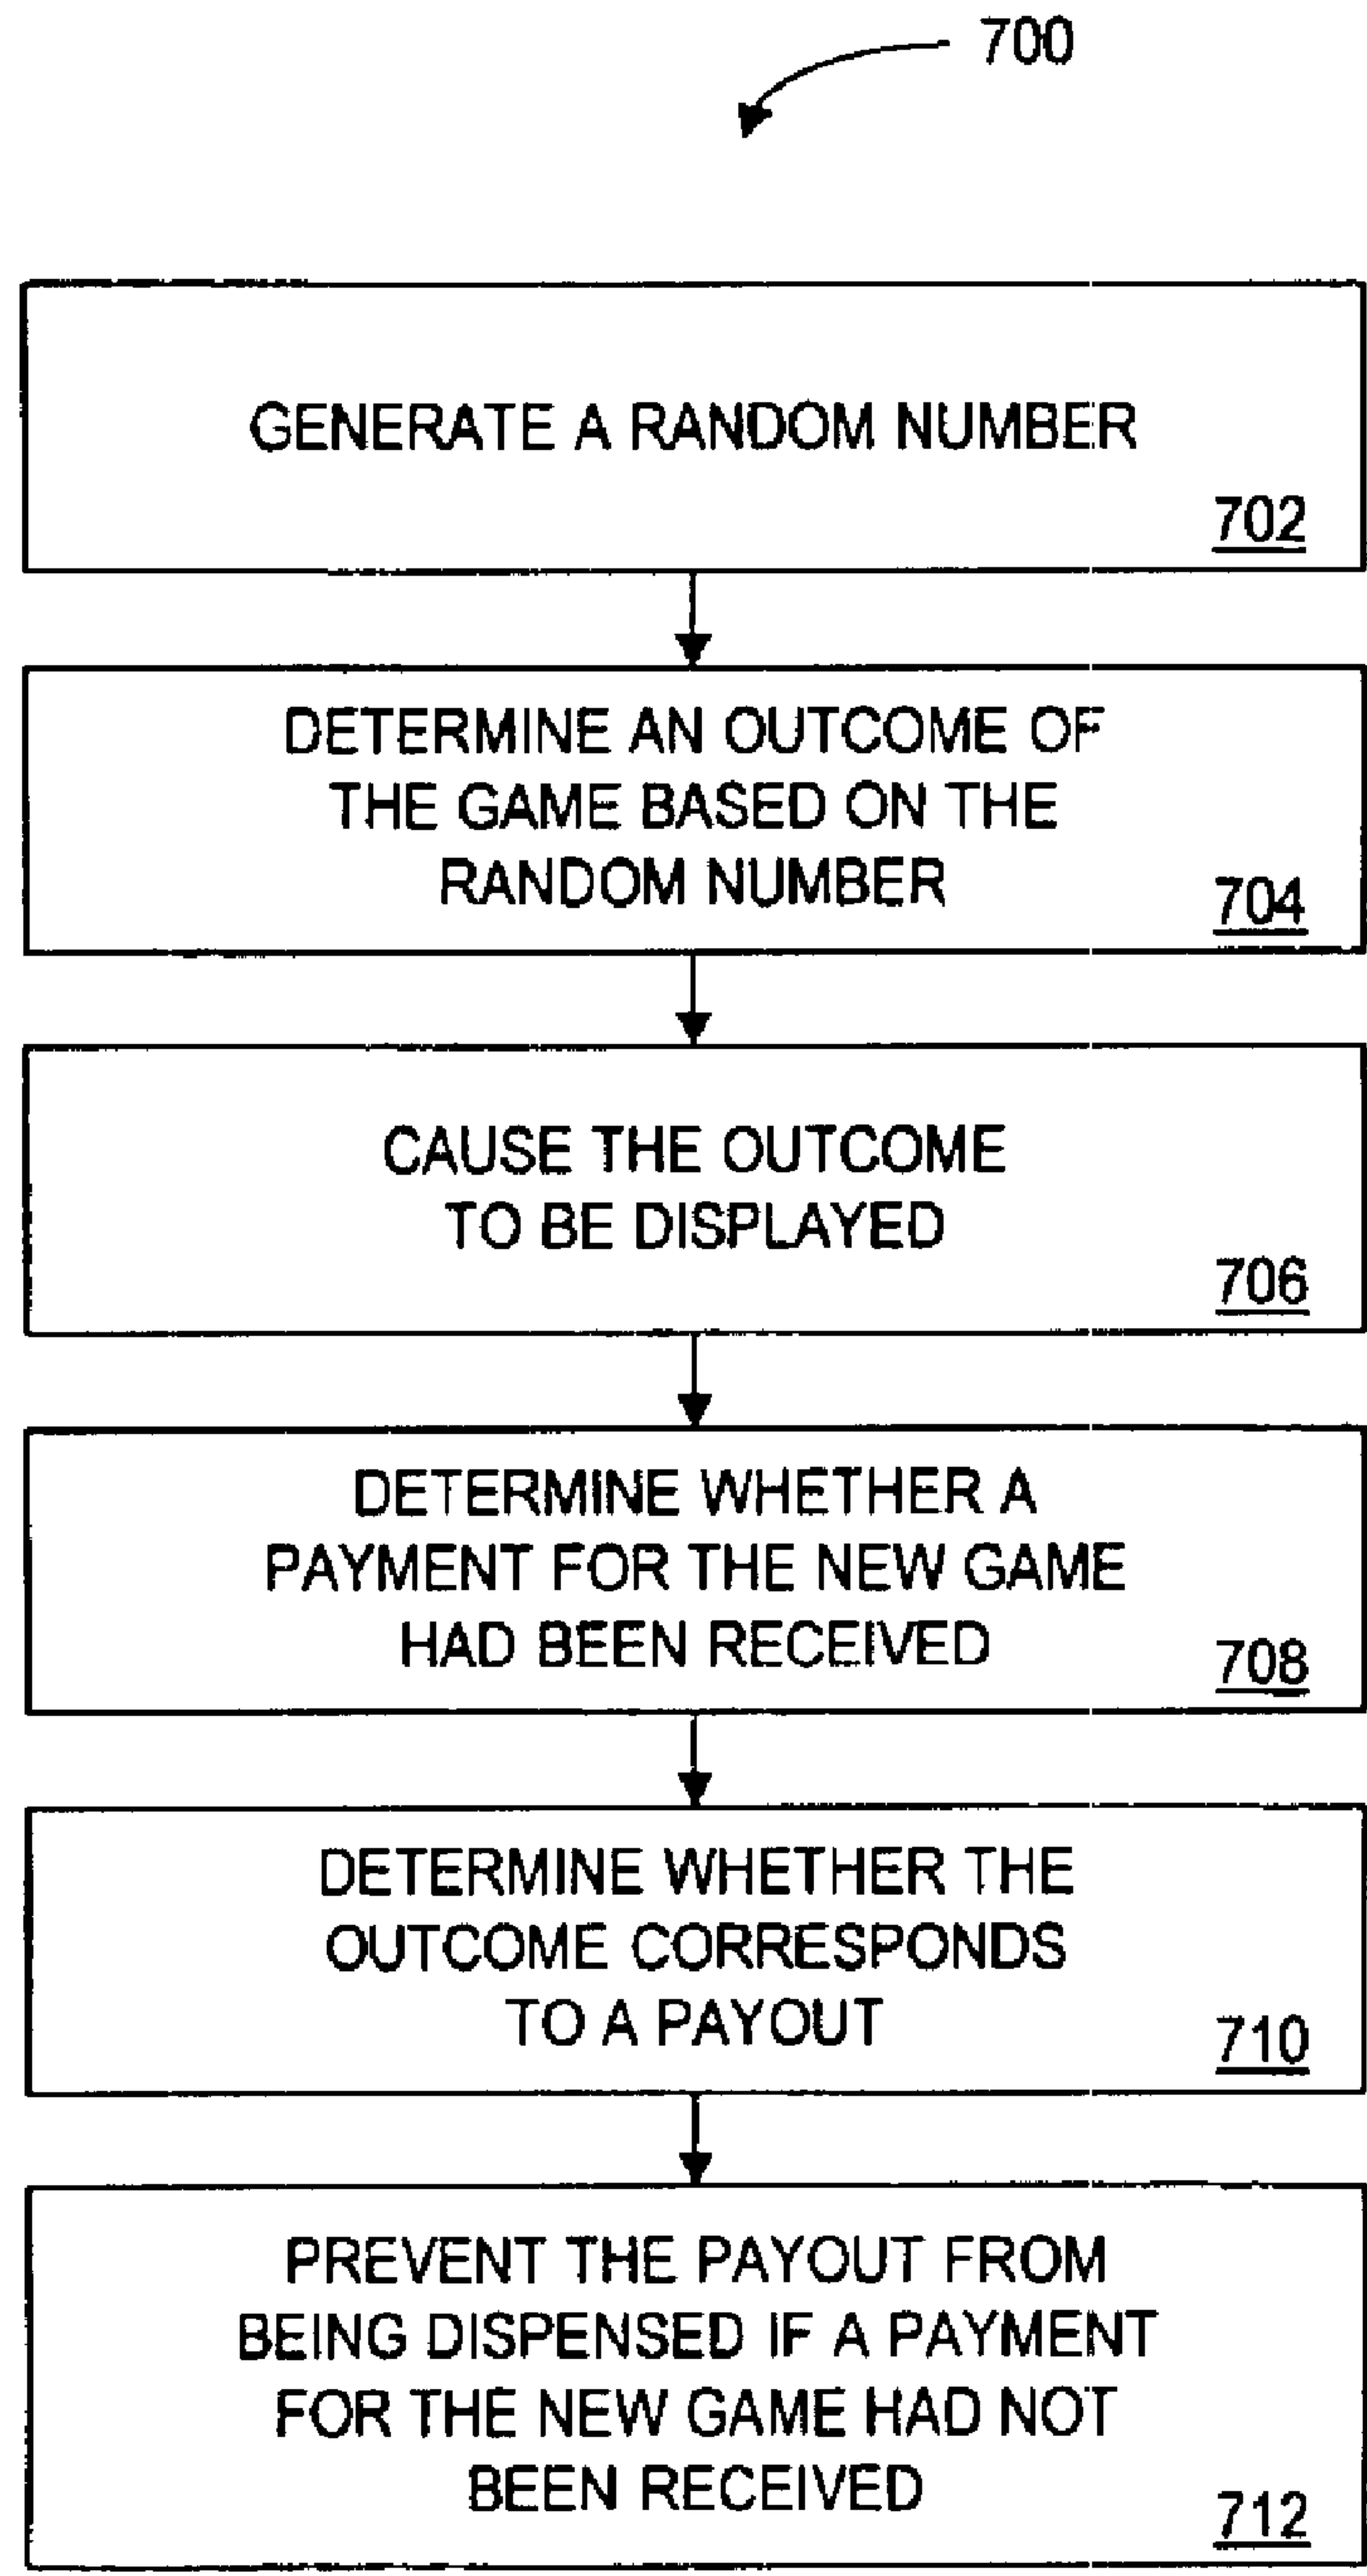 700
GENERATE A RANDOM NUMBER
702
DETERMINE AN OUTCOME OF
THE GAME BASED ON THE
RANDOM NUMBER
704
CAUSE THE OUTCOME
TO BE DISPLAYED
706
DETERMINE WHETHER A
PAYMENT FOR THE NEW GAME
HAD BEEN RECEIVED
708
DETERMINE WHETHER THE
OUTCOME CORRESPONDS
TO A PAYOUT
710
PREVENT THE PAYOUT FROM
BEING DISPENSED IF A PAYMENT
FOR THE NEW GAME HAD NOT
BEEN RECEIVED
712